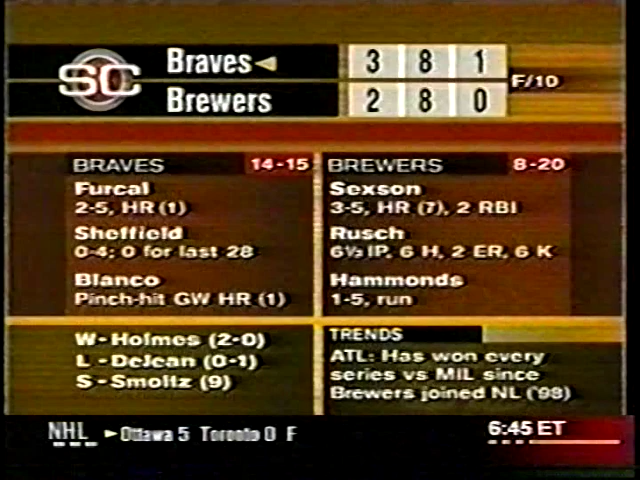 SC
Braves 3 8 1
Brewers 2 8 0
F/10
BRAVES 14-15
Furcal
2-5, HR (1)
Sheffield
0-4; 0 for last 28
Blanco
Pinch-hit GW HR (1)
BREWERS 8-20
Sexson
3-5, HR (7), 2 RBI
Rusch
6⅓ IP, 6 H, 2 ER, 6 K
Hammonds
1-5, run
W - Holmes (2-0)
L - DeJean (0-1)
S - Smoltz (9)
TRENDS
ATL: Has won every
series vs MIL since
Brewers joined NL ('98)
NHL Ottawa 5 Toronto 0 F
6:45 ET